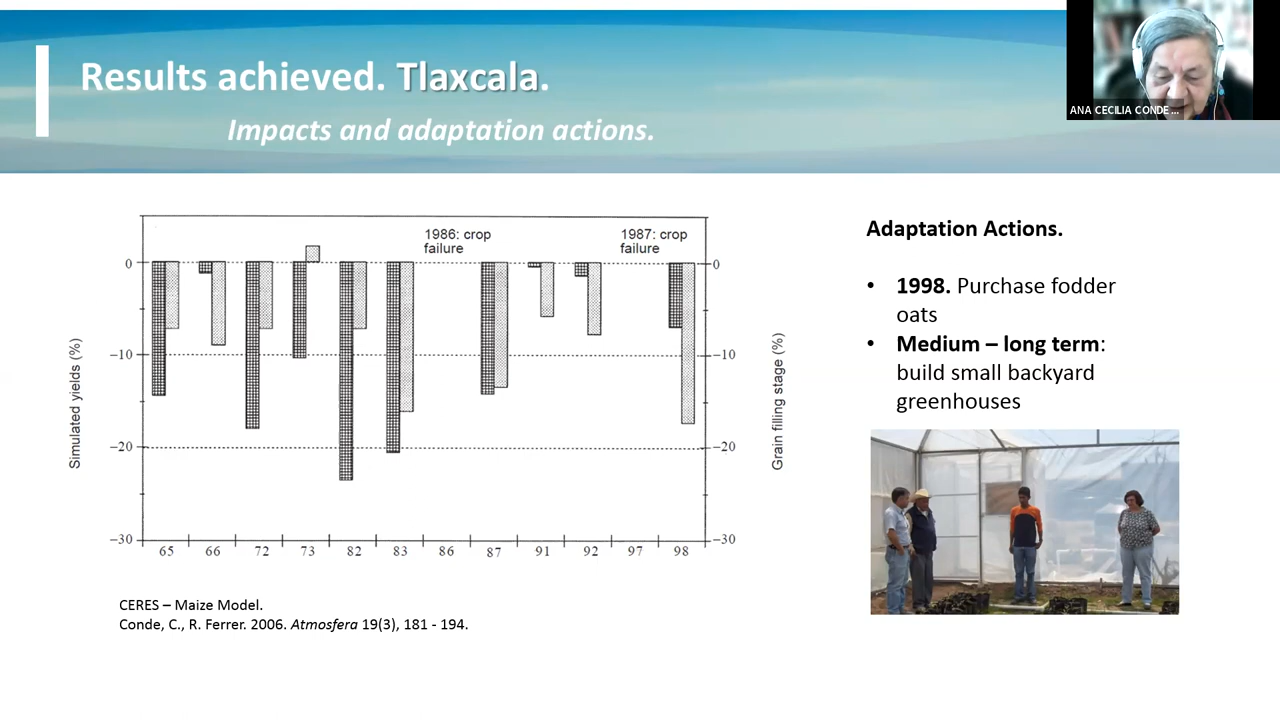 Results achieved. Tlaxcala.
Impacts and adaptation actions.
ANA CECILIA CONDE ...
1986: crop
failure
1987: crop
failure
0
−10
−20
−30
Simulated yields (%)
0
−10
−20
−30
Grain filling stage (%)
65 66 72 73 82 83 86 87 91 92 97 98
CERES – Maize Model.
Conde, C., R. Ferrer. 2006. Atmosfera 19(3), 181 - 194.
Adaptation Actions.
• 1998. Purchase fodder
oats
• Medium – long term:
build small backyard
greenhouses